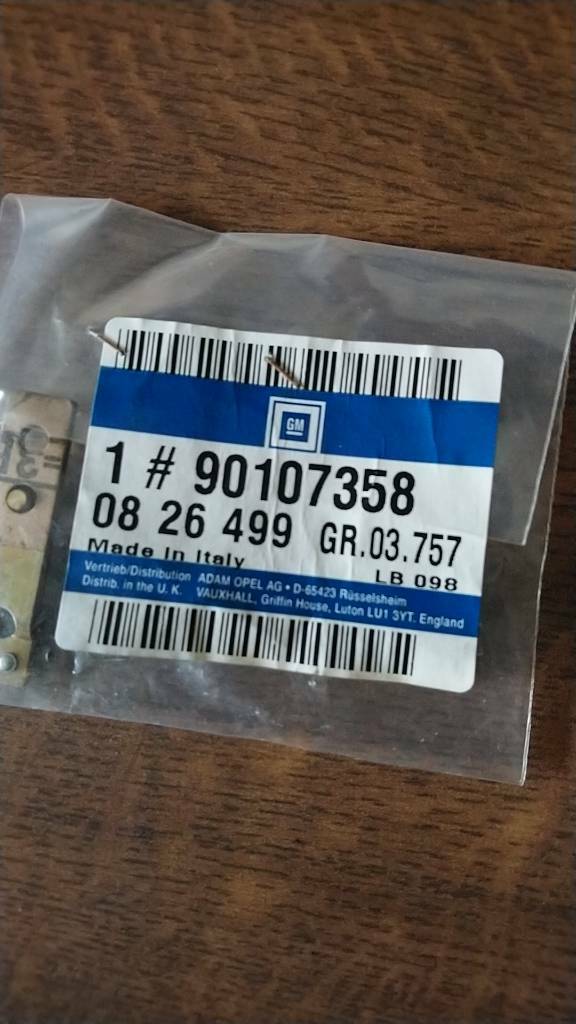 GM
1 # 90107358
08 26 499 GR.03.757
Made in Italy LB 098
Vertrieb/Distribution ADAM OPEL AG • D-65423 Rüsselsheim
Distrib. in the U. K. VAUXHALL, Griffin House, Luton LU1 3YT. England